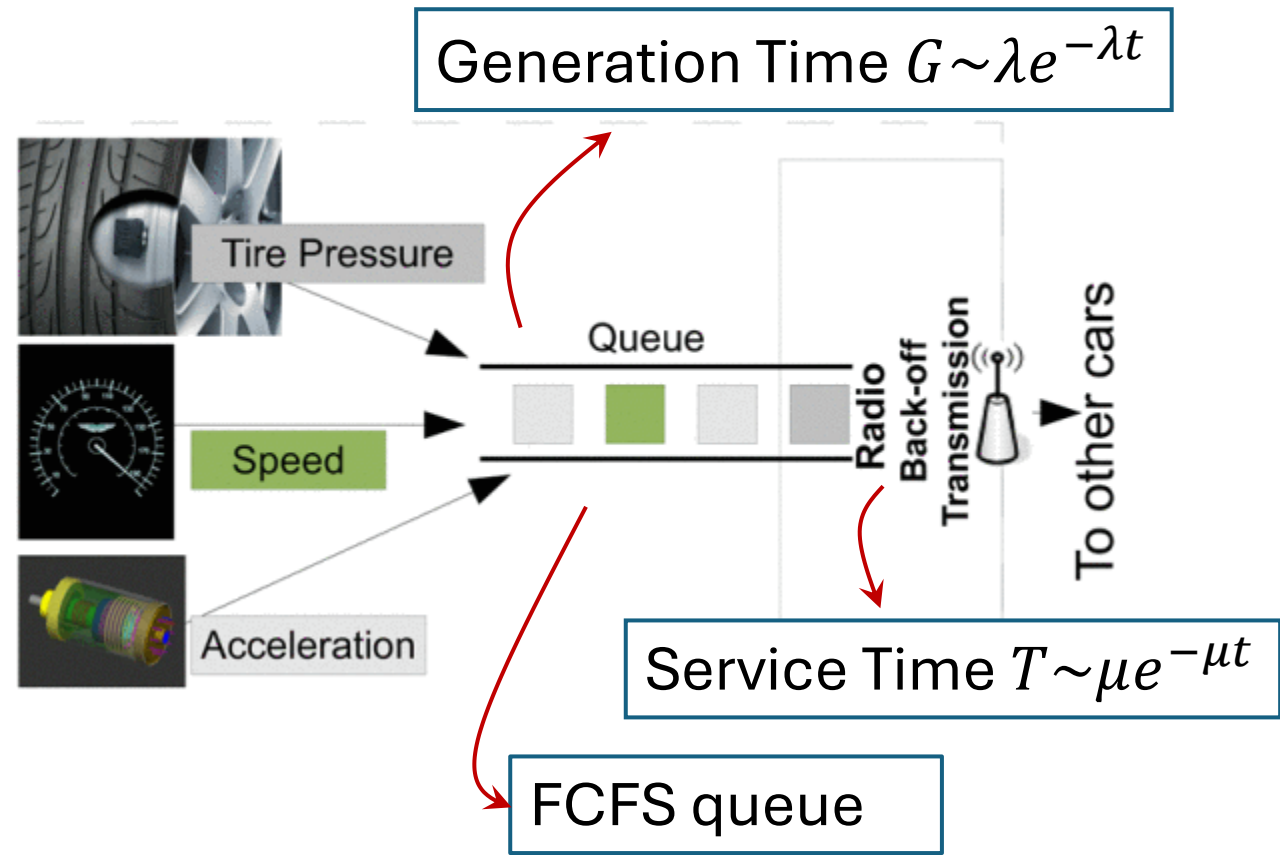 Generation Time G~λe^{−λt}
Tire Pressure
Queue
Speed
Radio
Back-off
Transmission
To other cars
Acceleration
Service Time T~μe^{−μt}
FCFS queue